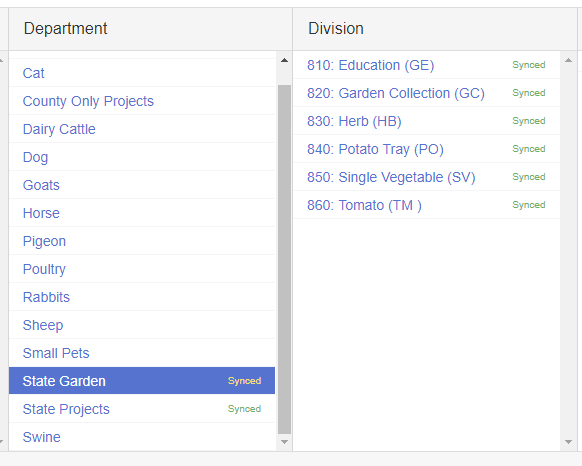 Department
Cat
County Only Projects
Dairy Cattle
Dog
Goats
Horse
Pigeon
Poultry
Rabbits
Sheep
Small Pets
State Garden Synced
State Projects Synced
Swine
Division
810: Education (GE) Synced
820: Garden Collection (GC) Synced
830: Herb (HB) Synced
840: Potato Tray (PO) Synced
850: Single Vegetable (SV) Synced
860: Tomato (TM ) Synced